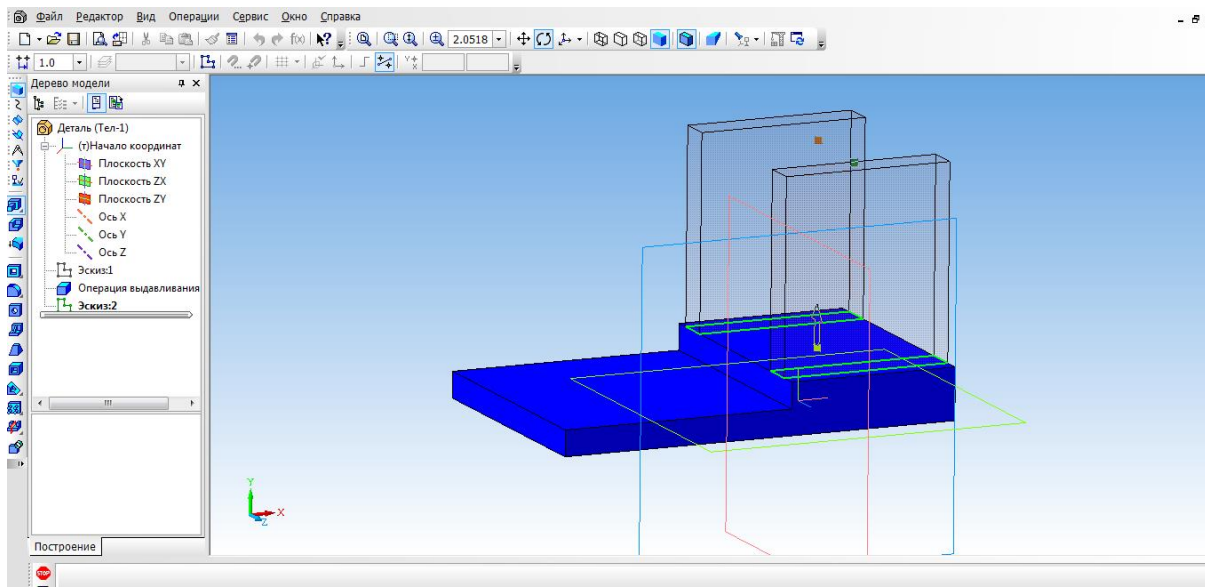 Файл Редактор Вид Операции Сервис Окно Справка
2.0518
1.0
Дерево модели
Деталь (Тел-1)
(т)Начало координат
Плоскость XY
Плоскость ZX
Плоскость ZY
Ось X
Ось Y
Ось Z
Эскиз:1
Операция выдавливания
Эскиз:2
Y
X
Z
Построение
STOP